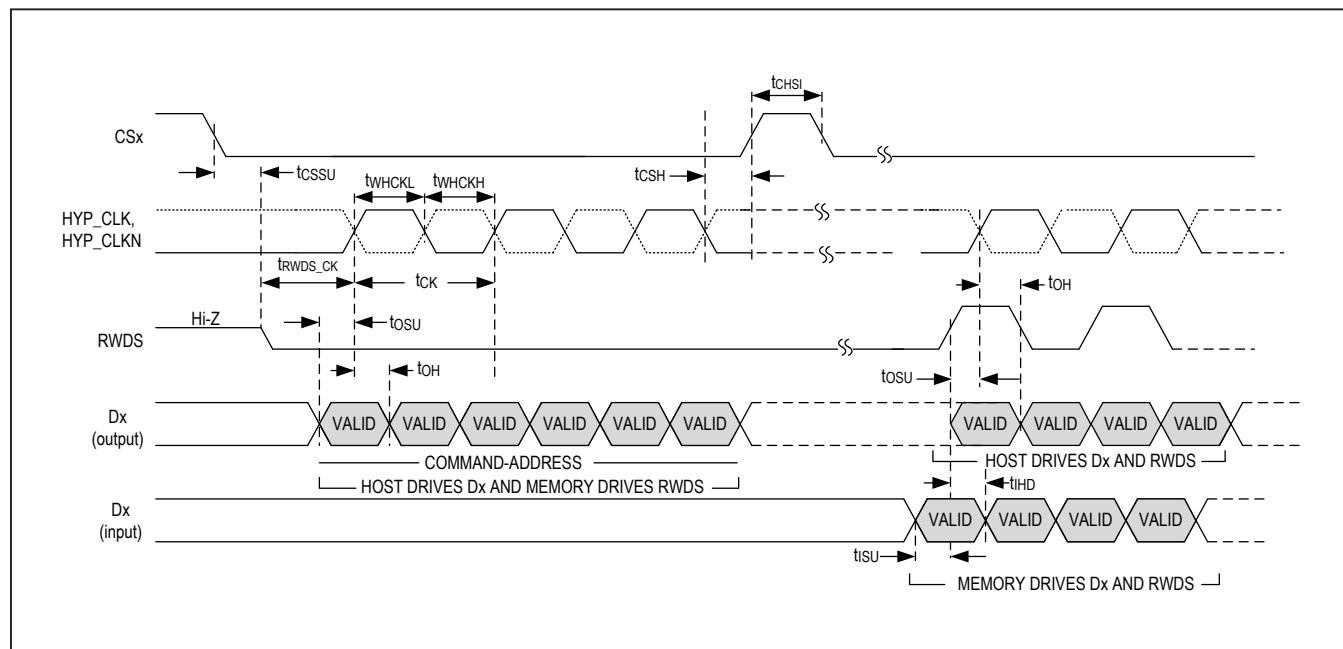 tCHSI
CSx
tCSSU
tWHCKL
tWHCKH
tCSH
HYP_CLK,
HYP_CLKN
tRWDS_CK
tCK
tOH
Hi-Z
tOSU
RWDS
tOH
tOSU
Dx
(output)
VALID VALID VALID VALID VALID VALID
VALID VALID VALID VALID
COMMAND-ADDRESS
HOST DRIVES Dx AND RWDS
HOST DRIVES Dx AND MEMORY DRIVES RWDS
tIHD
Dx
(input)
VALID VALID VALID VALID
tISU
MEMORY DRIVES Dx AND RWDS